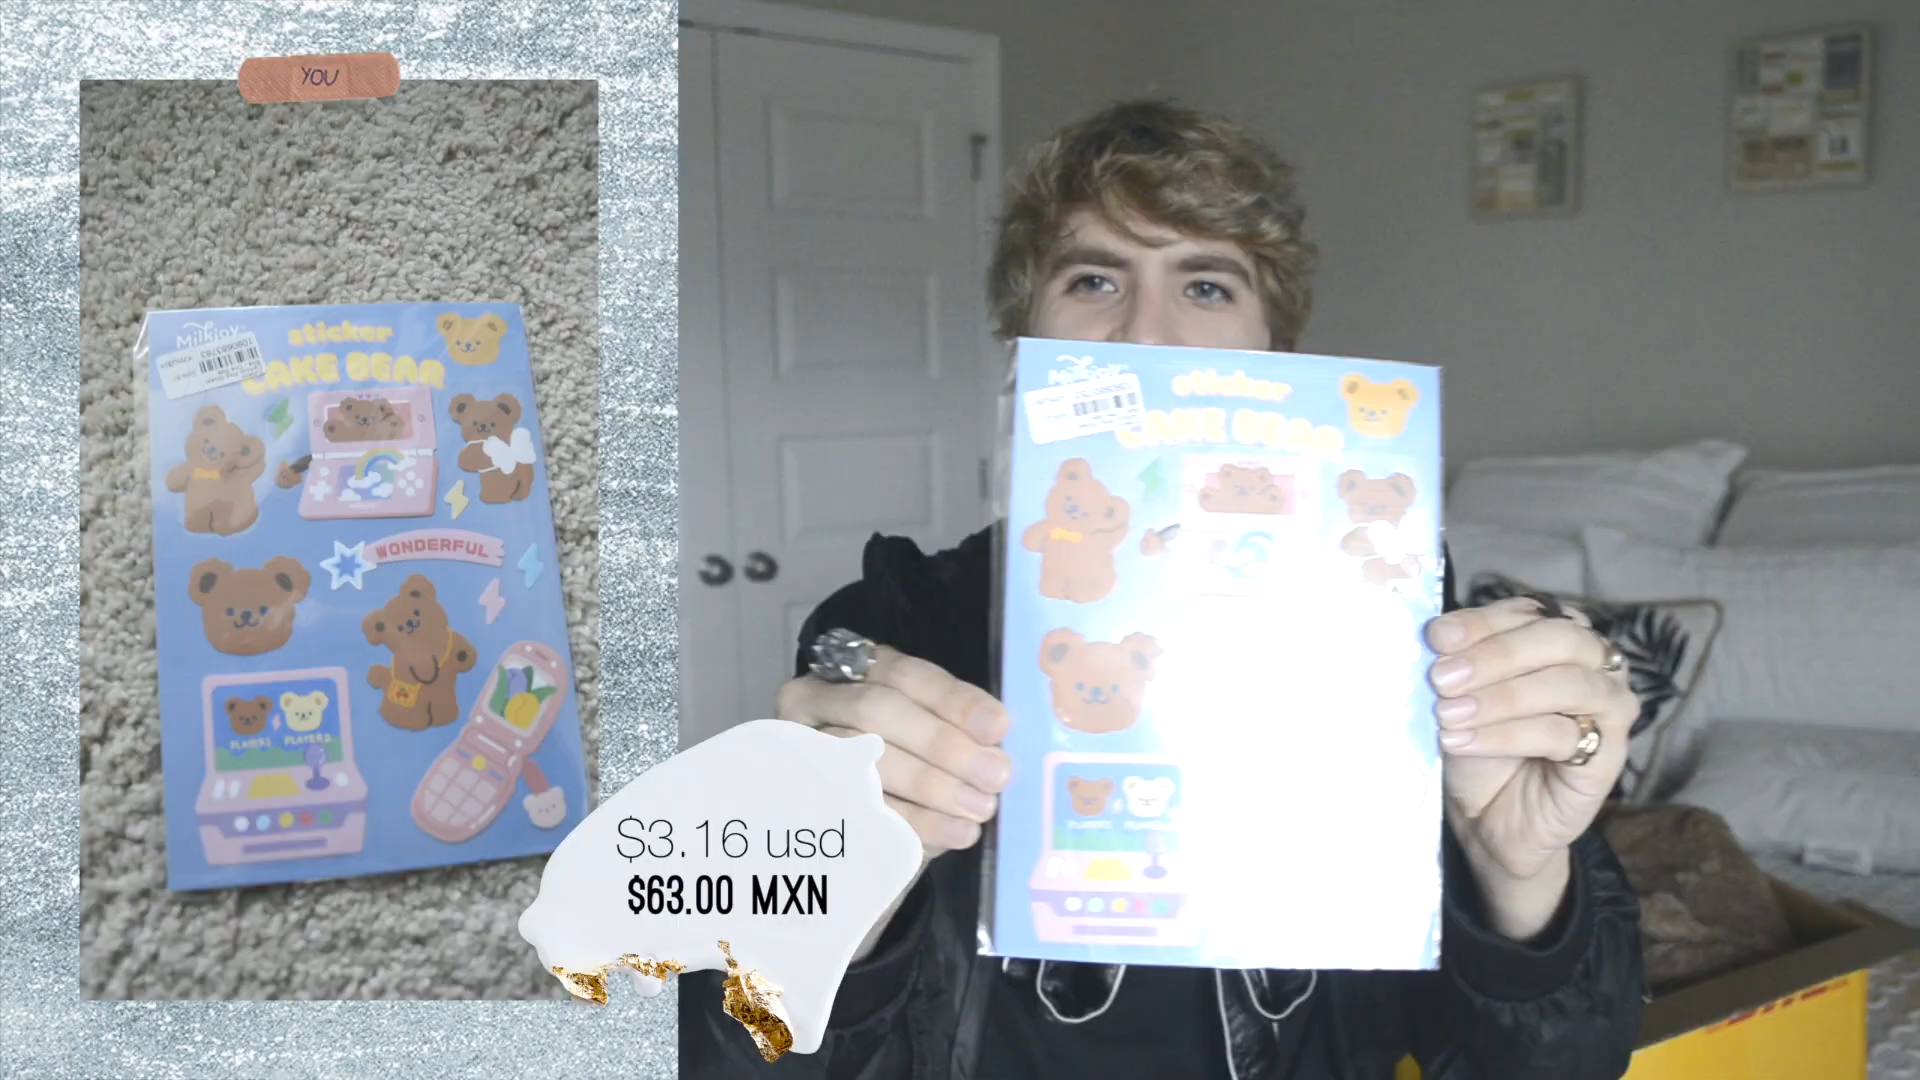 YOU
Milkjoy
sticker
CAKE BEAR
WONDERFUL
PLAYER1 PLAYER2
$3.16 usd
$63.00 MXN
sticker
CAKE BEAR